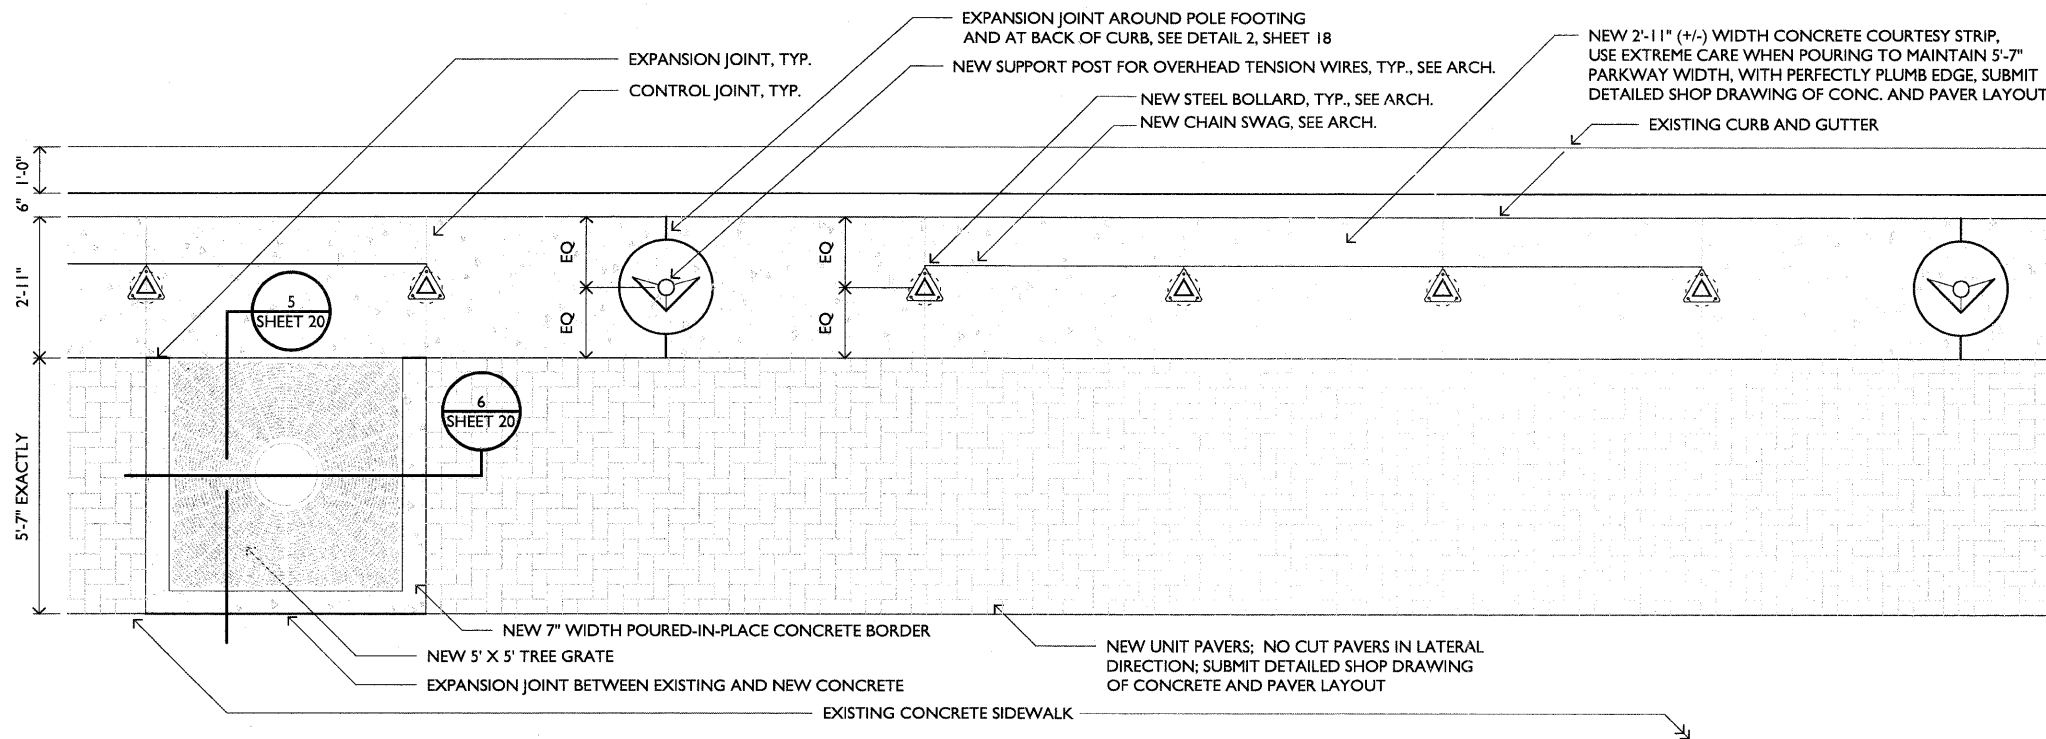 EXPANSION JOINT AROUND POLE FOOTING
AND AT BACK OF CURB, SEE DETAIL 2, SHEET 18
NEW 2'-11" (+/-) WIDTH CONCRETE COURTESY STRIP,
USE EXTREME CARE WHEN POURING TO MAINTAIN 5'-7"
PARKWAY WIDTH, WITH PERFECTLY PLUMB EDGE, SUBMIT
DETAILED SHOP DRAWING OF CONC. AND PAVER LAYOUT
EXPANSION JOINT, TYP.
NEW SUPPORT POST FOR OVERHEAD TENSION WIRES, TYP., SEE ARCH.
CONTROL JOINT, TYP.
NEW STEEL BOLLARD, TYP., SEE ARCH.
NEW CHAIN SWAG, SEE ARCH.
EXISTING CURB AND GUTTER
1'-0"
6"
2'-11"
5'-7" EXACTLY
EQ
EQ
EQ
EQ
5
SHEET 20
6
SHEET 20
NEW 7" WIDTH POURED-IN-PLACE CONCRETE BORDER
NEW 5' X 5' TREE GRATE
EXPANSION JOINT BETWEEN EXISTING AND NEW CONCRETE
EXISTING CONCRETE SIDEWALK
NEW UNIT PAVERS; NO CUT PAVERS IN LATERAL
DIRECTION; SUBMIT DETAILED SHOP DRAWING
OF CONCRETE AND PAVER LAYOUT